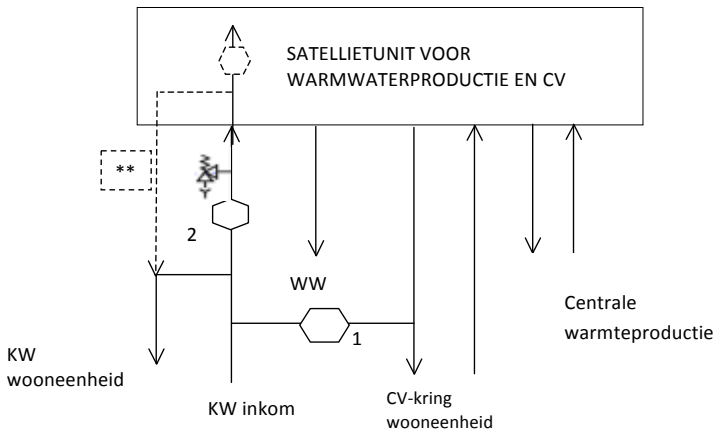 SATELLIETUNIT VOOR
WARMWATERPRODUCTIE EN CV
**
2
WW
1
Centrale
warmteproductie
KW
wooneenheid
KW inkom
CV-kring
wooneenheid